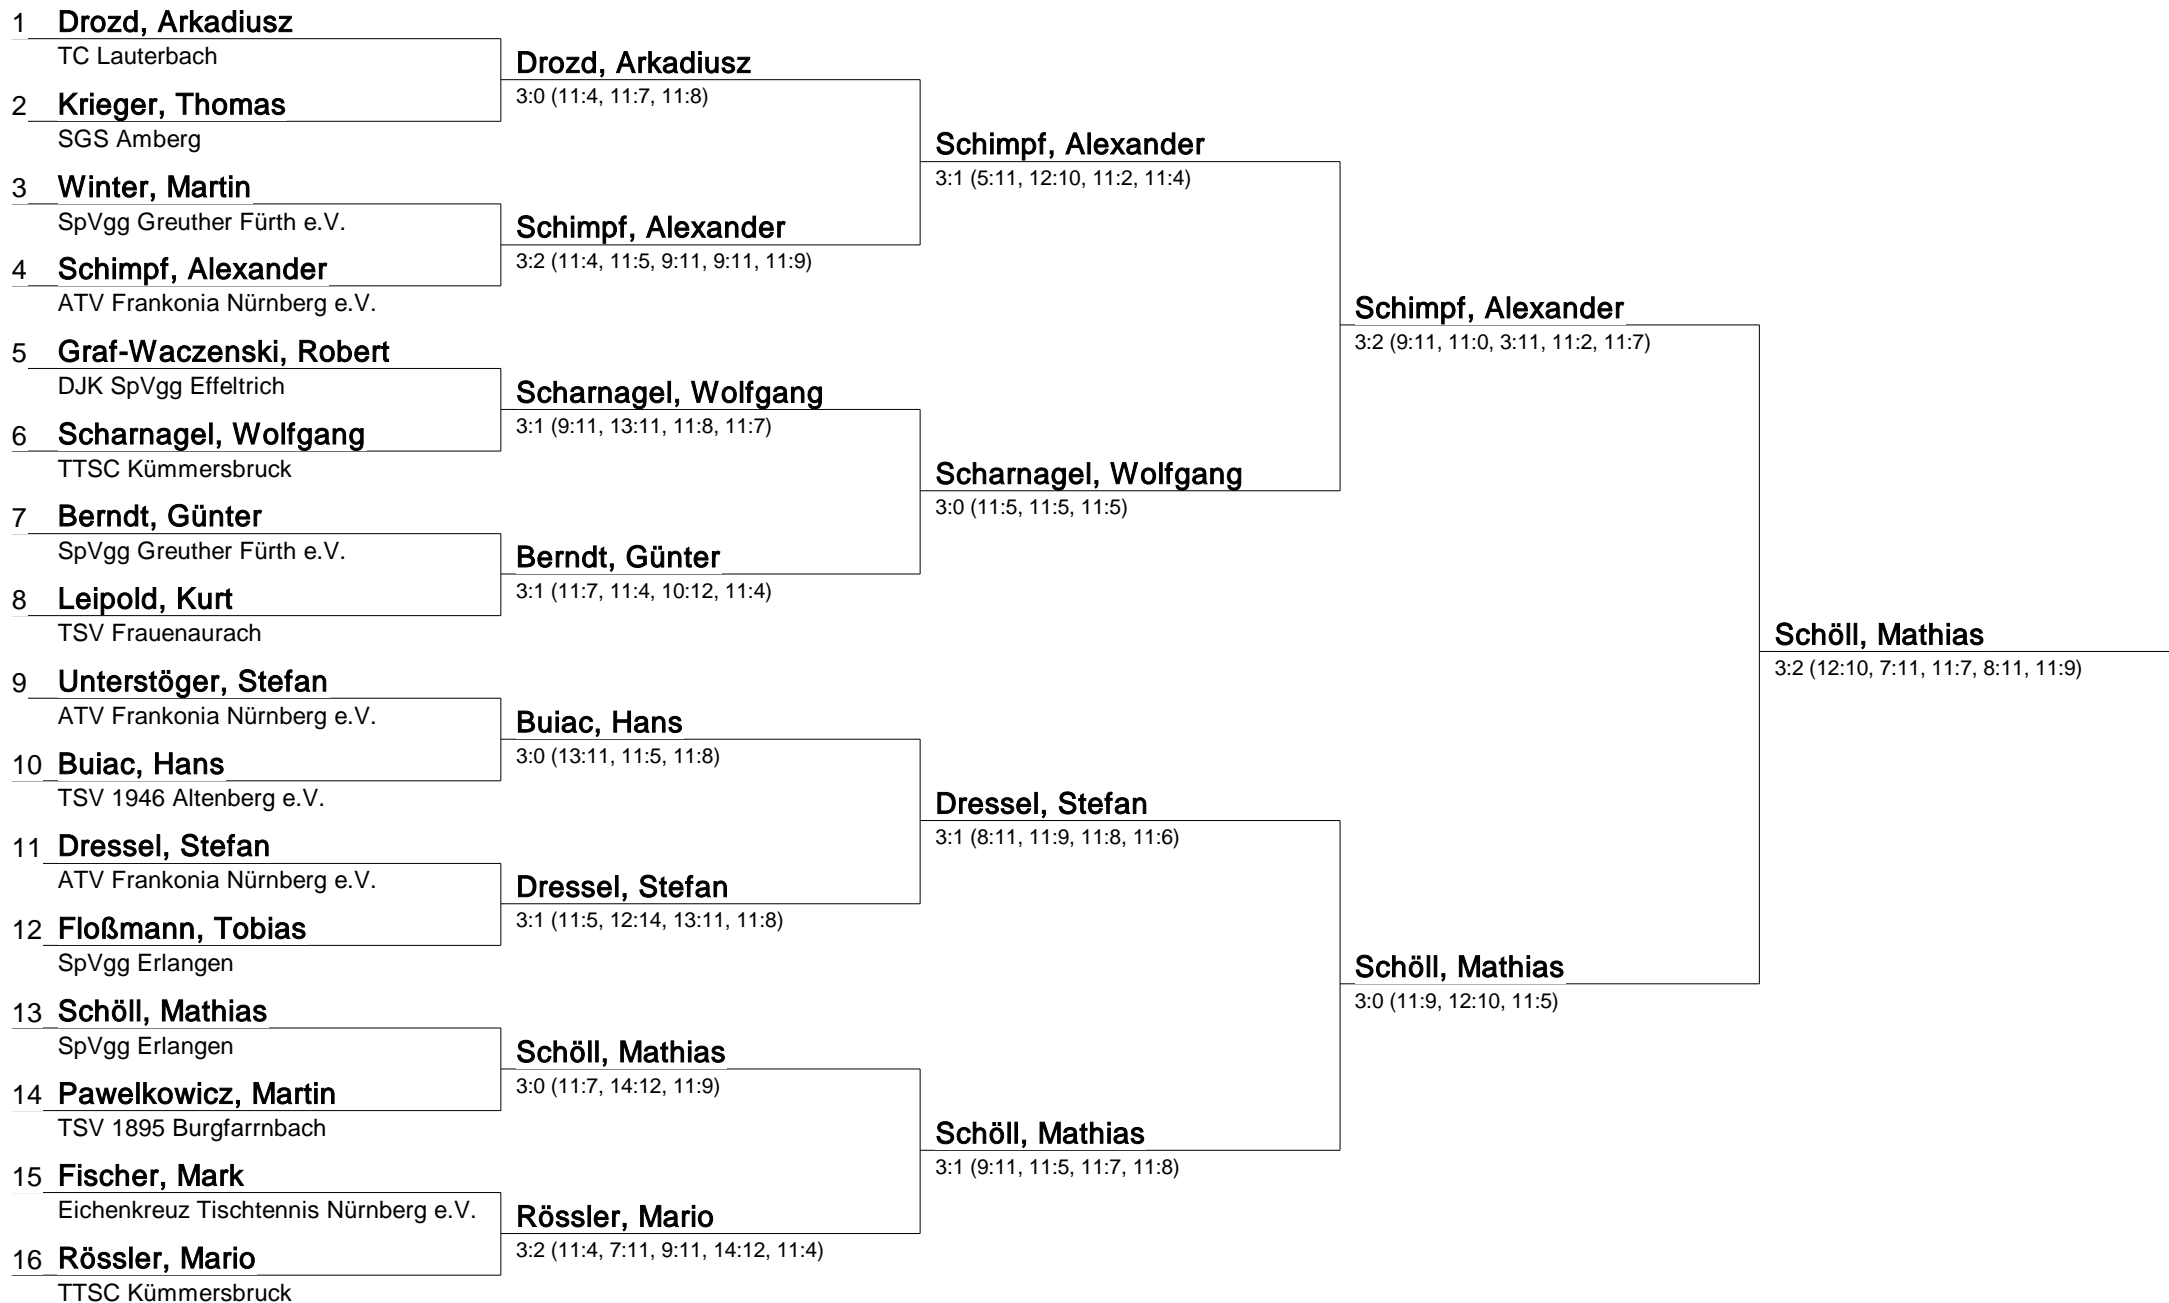 1 Drozd, Arkadiusz
TC Lauterbach
2 Krieger, Thomas
SGS Amberg
3 Winter, Martin
SpVgg Greuther Fürth e.V.
4 Schimpf, Alexander
ATV Frankonia Nürnberg e.V.
5 Graf-Waczenski, Robert
DJK SpVgg Effeltrich
6 Scharnagel, Wolfgang
TTSC Kümmersbruck
7 Berndt, Günter
SpVgg Greuther Fürth e.V.
8 Leipold, Kurt
TSV Frauenaurach
9 Unterstöger, Stefan
ATV Frankonia Nürnberg e.V.
10 Buiac, Hans
TSV 1946 Altenberg e.V.
11 Dressel, Stefan
ATV Frankonia Nürnberg e.V.
12 Floßmann, Tobias
SpVgg Erlangen
13 Schöll, Mathias
SpVgg Erlangen
14 Pawelkowicz, Martin
TSV 1895 Burgfarrnbach
15 Fischer, Mark
Eichenkreuz Tischtennis Nürnberg e.V.
16 Rössler, Mario
TTSC Kümmersbruck
Drozd, Arkadiusz
3:0 (11:4, 11:7, 11:8)
Schimpf, Alexander
3:2 (11:4, 11:5, 9:11, 9:11, 11:9)
Scharnagel, Wolfgang
3:1 (9:11, 13:11, 11:8, 11:7)
Berndt, Günter
3:1 (11:7, 11:4, 10:12, 11:4)
Buiac, Hans
3:0 (13:11, 11:5, 11:8)
Dressel, Stefan
3:1 (11:5, 12:14, 13:11, 11:8)
Schöll, Mathias
3:0 (11:7, 14:12, 11:9)
Rössler, Mario
3:2 (11:4, 7:11, 9:11, 14:12, 11:4)
Schimpf, Alexander
3:1 (5:11, 12:10, 11:2, 11:4)
Scharnagel, Wolfgang
3:0 (11:5, 11:5, 11:5)
Dressel, Stefan
3:1 (8:11, 11:9, 11:8, 11:6)
Schöll, Mathias
3:1 (9:11, 11:5, 11:7, 11:8)
Schimpf, Alexander
3:2 (9:11, 11:0, 3:11, 11:2, 11:7)
Schöll, Mathias
3:0 (11:9, 12:10, 11:5)
Schöll, Mathias
3:2 (12:10, 7:11, 11:7, 8:11, 11:9)